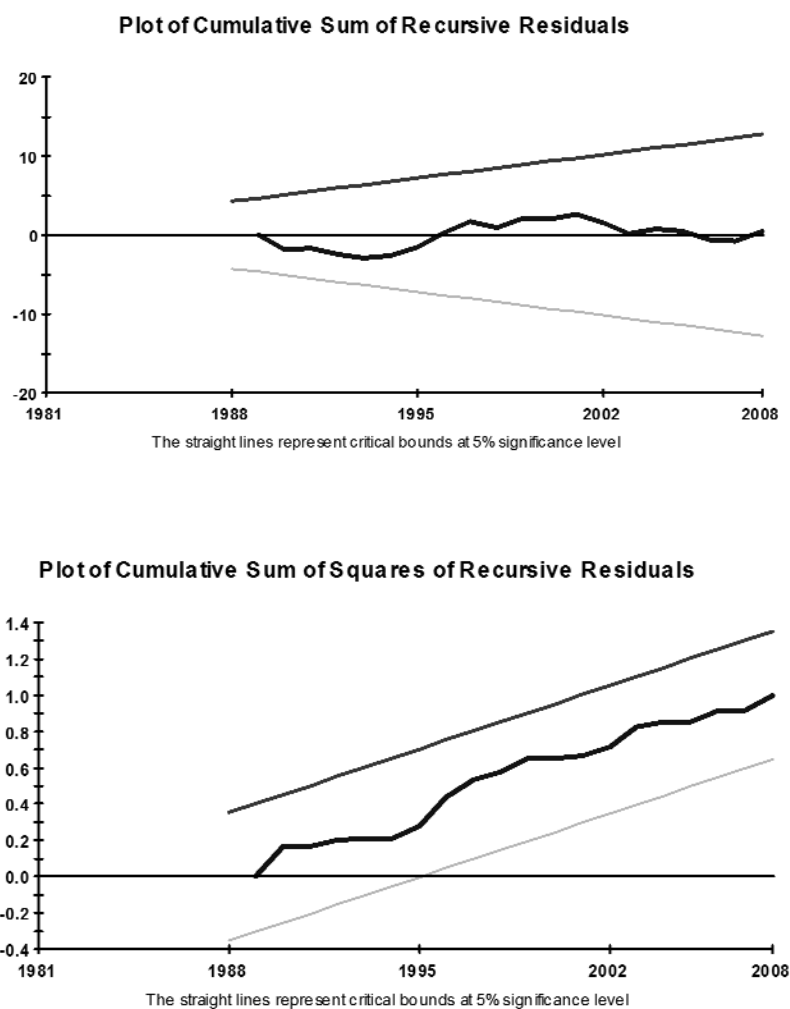 Plot of Cumulative Sum of Recursive Residuals
20
10
0
-10
-20
1981 1988 1995 2002 2008
The straight lines represent critical bounds at 5% significance level
Plot of Cumulative Sum of Squares of Recursive Residuals
1.4
1.2
1.0
0.8
0.6
0.4
0.2
0.0
-0.2
-0.4
1981 1988 1995 2002 2008
The straight lines represent critical bounds at 5% significance level